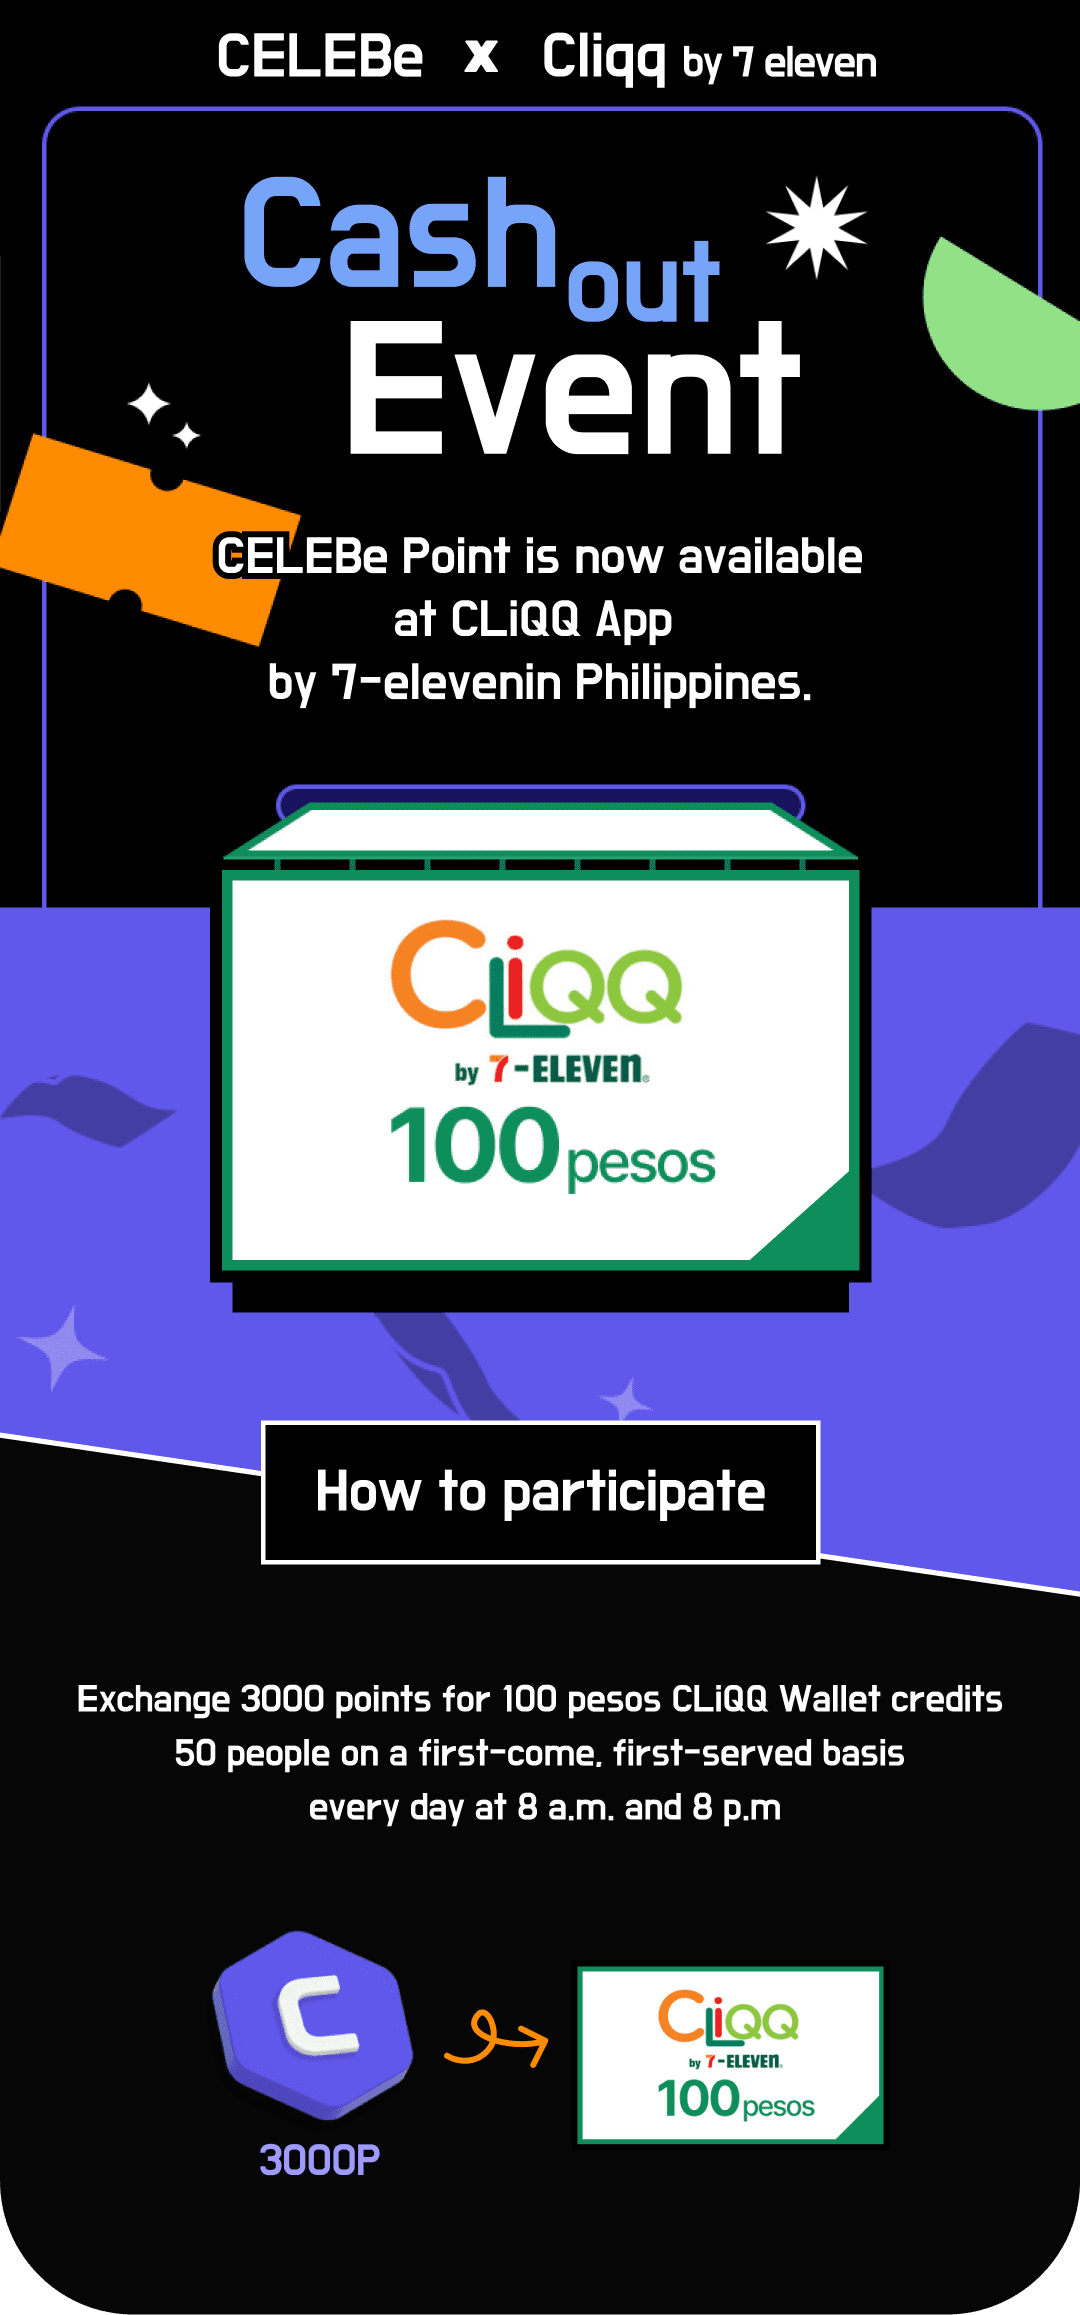 CELEBe x Cliqq by 7 eleven
Cash out
Event
CELEBe Point is now available
at CLiQQ App
by 7-elevenin Philippines.
CLiQQ
by 7-ELEVEN®
100 pesos
How to participate
Exchange 3000 points for 100 pesos CLiQQ Wallet credits
50 people on a first-come, first-served basis
every day at 8 a.m. and 8 p.m
C
CLiQQ
by 7-ELEVEN®
100 pesos
3000P